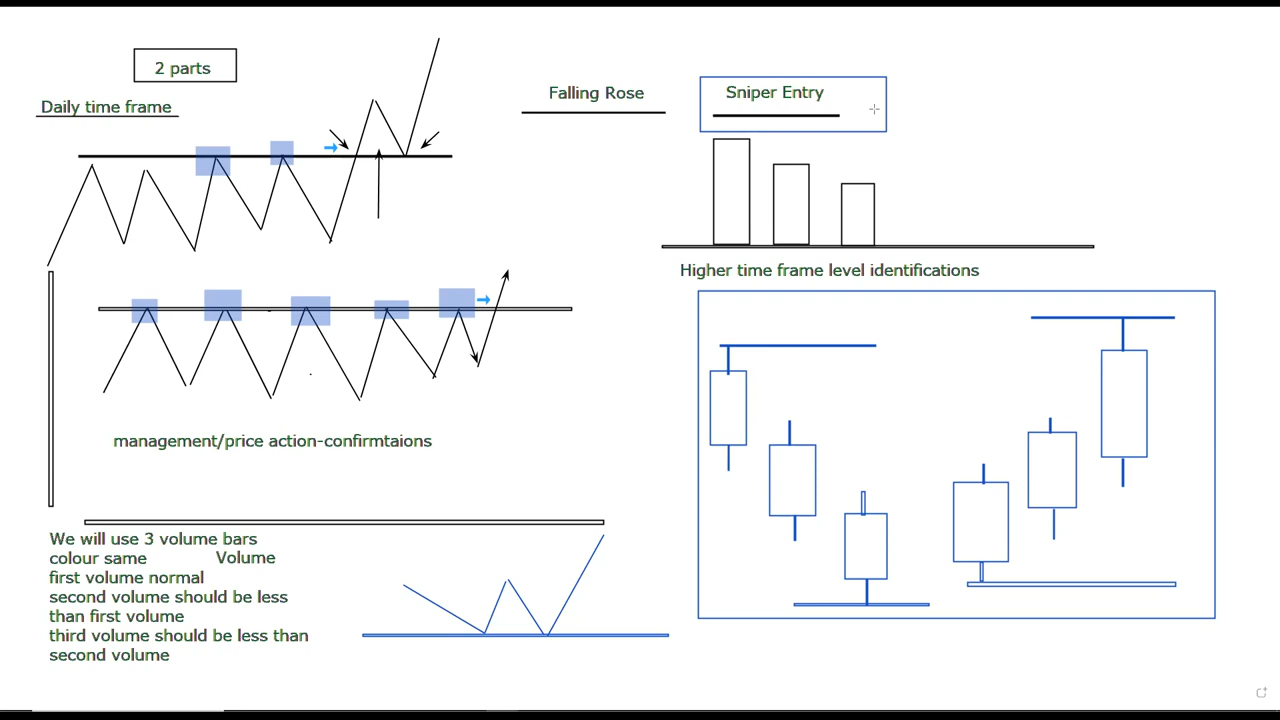 2 parts
Daily time frame
Falling Rose
Sniper Entry
Higher time frame level identifications
management/price action-confirmtaions
We will use 3 volume bars
colour same Volume
first volume normal
second volume should be less
than first volume
third volume should be less than
second volume